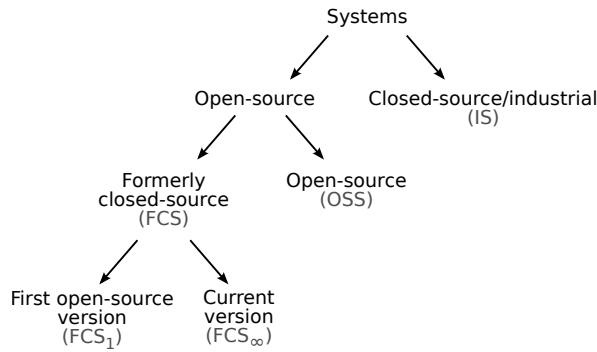 Systems
Open-source
Closed-source/industrial
(IS)
Formerly
closed-source
(FCS)
Open-source
(OSS)
First open-source
version
(FCS₁)
Current
version
(FCS∞)